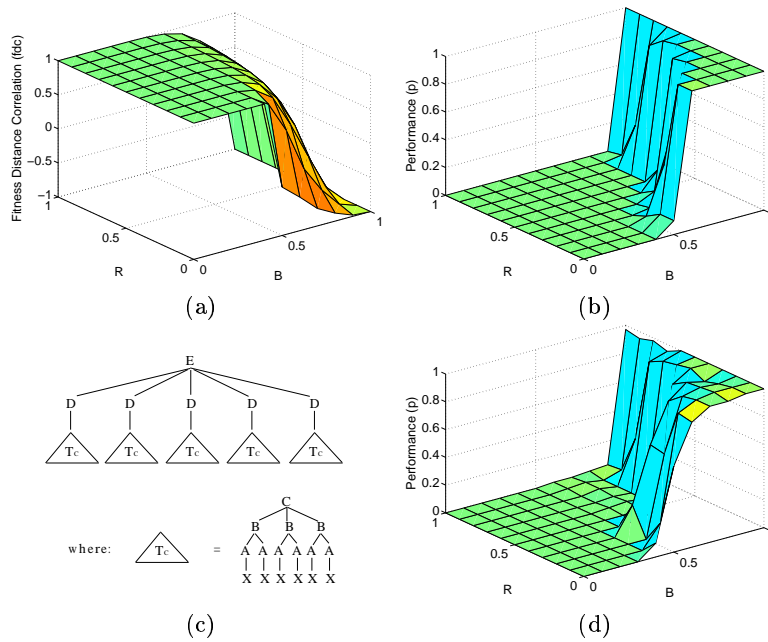 Fitness Distance Correlation (fdc)
1
0.5
0
−0.5
−1
1
0.5
0
R
0
0.5
1
B
(a)
Performance (p)
1
0.8
0.6
0.4
0.2
0
1
0.5
0
R
0
0.5
B
(b)
E
D D D D D
Tc Tc Tc Tc Tc
where: Tc =
C
B B B
A A A A A A
X X X X X X
(c)
Performance (p)
1
0.8
0.6
0.4
0.2
0
1
0.5
0
R
0
0.5
B
(d)